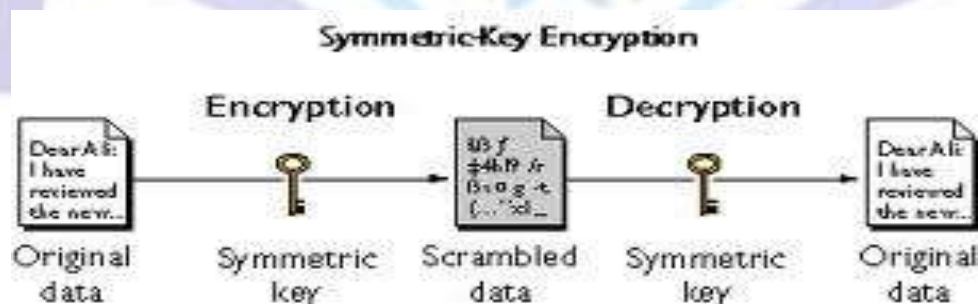 Symmetric-Key Encryption
Encryption
Decryption
Dear Ali:
I have
reviewed
the new...
Dear Ali:
I have
reviewed
the new...
Original
data
Symmetric
key
Scrambled
data
Symmetric
key
Original
data